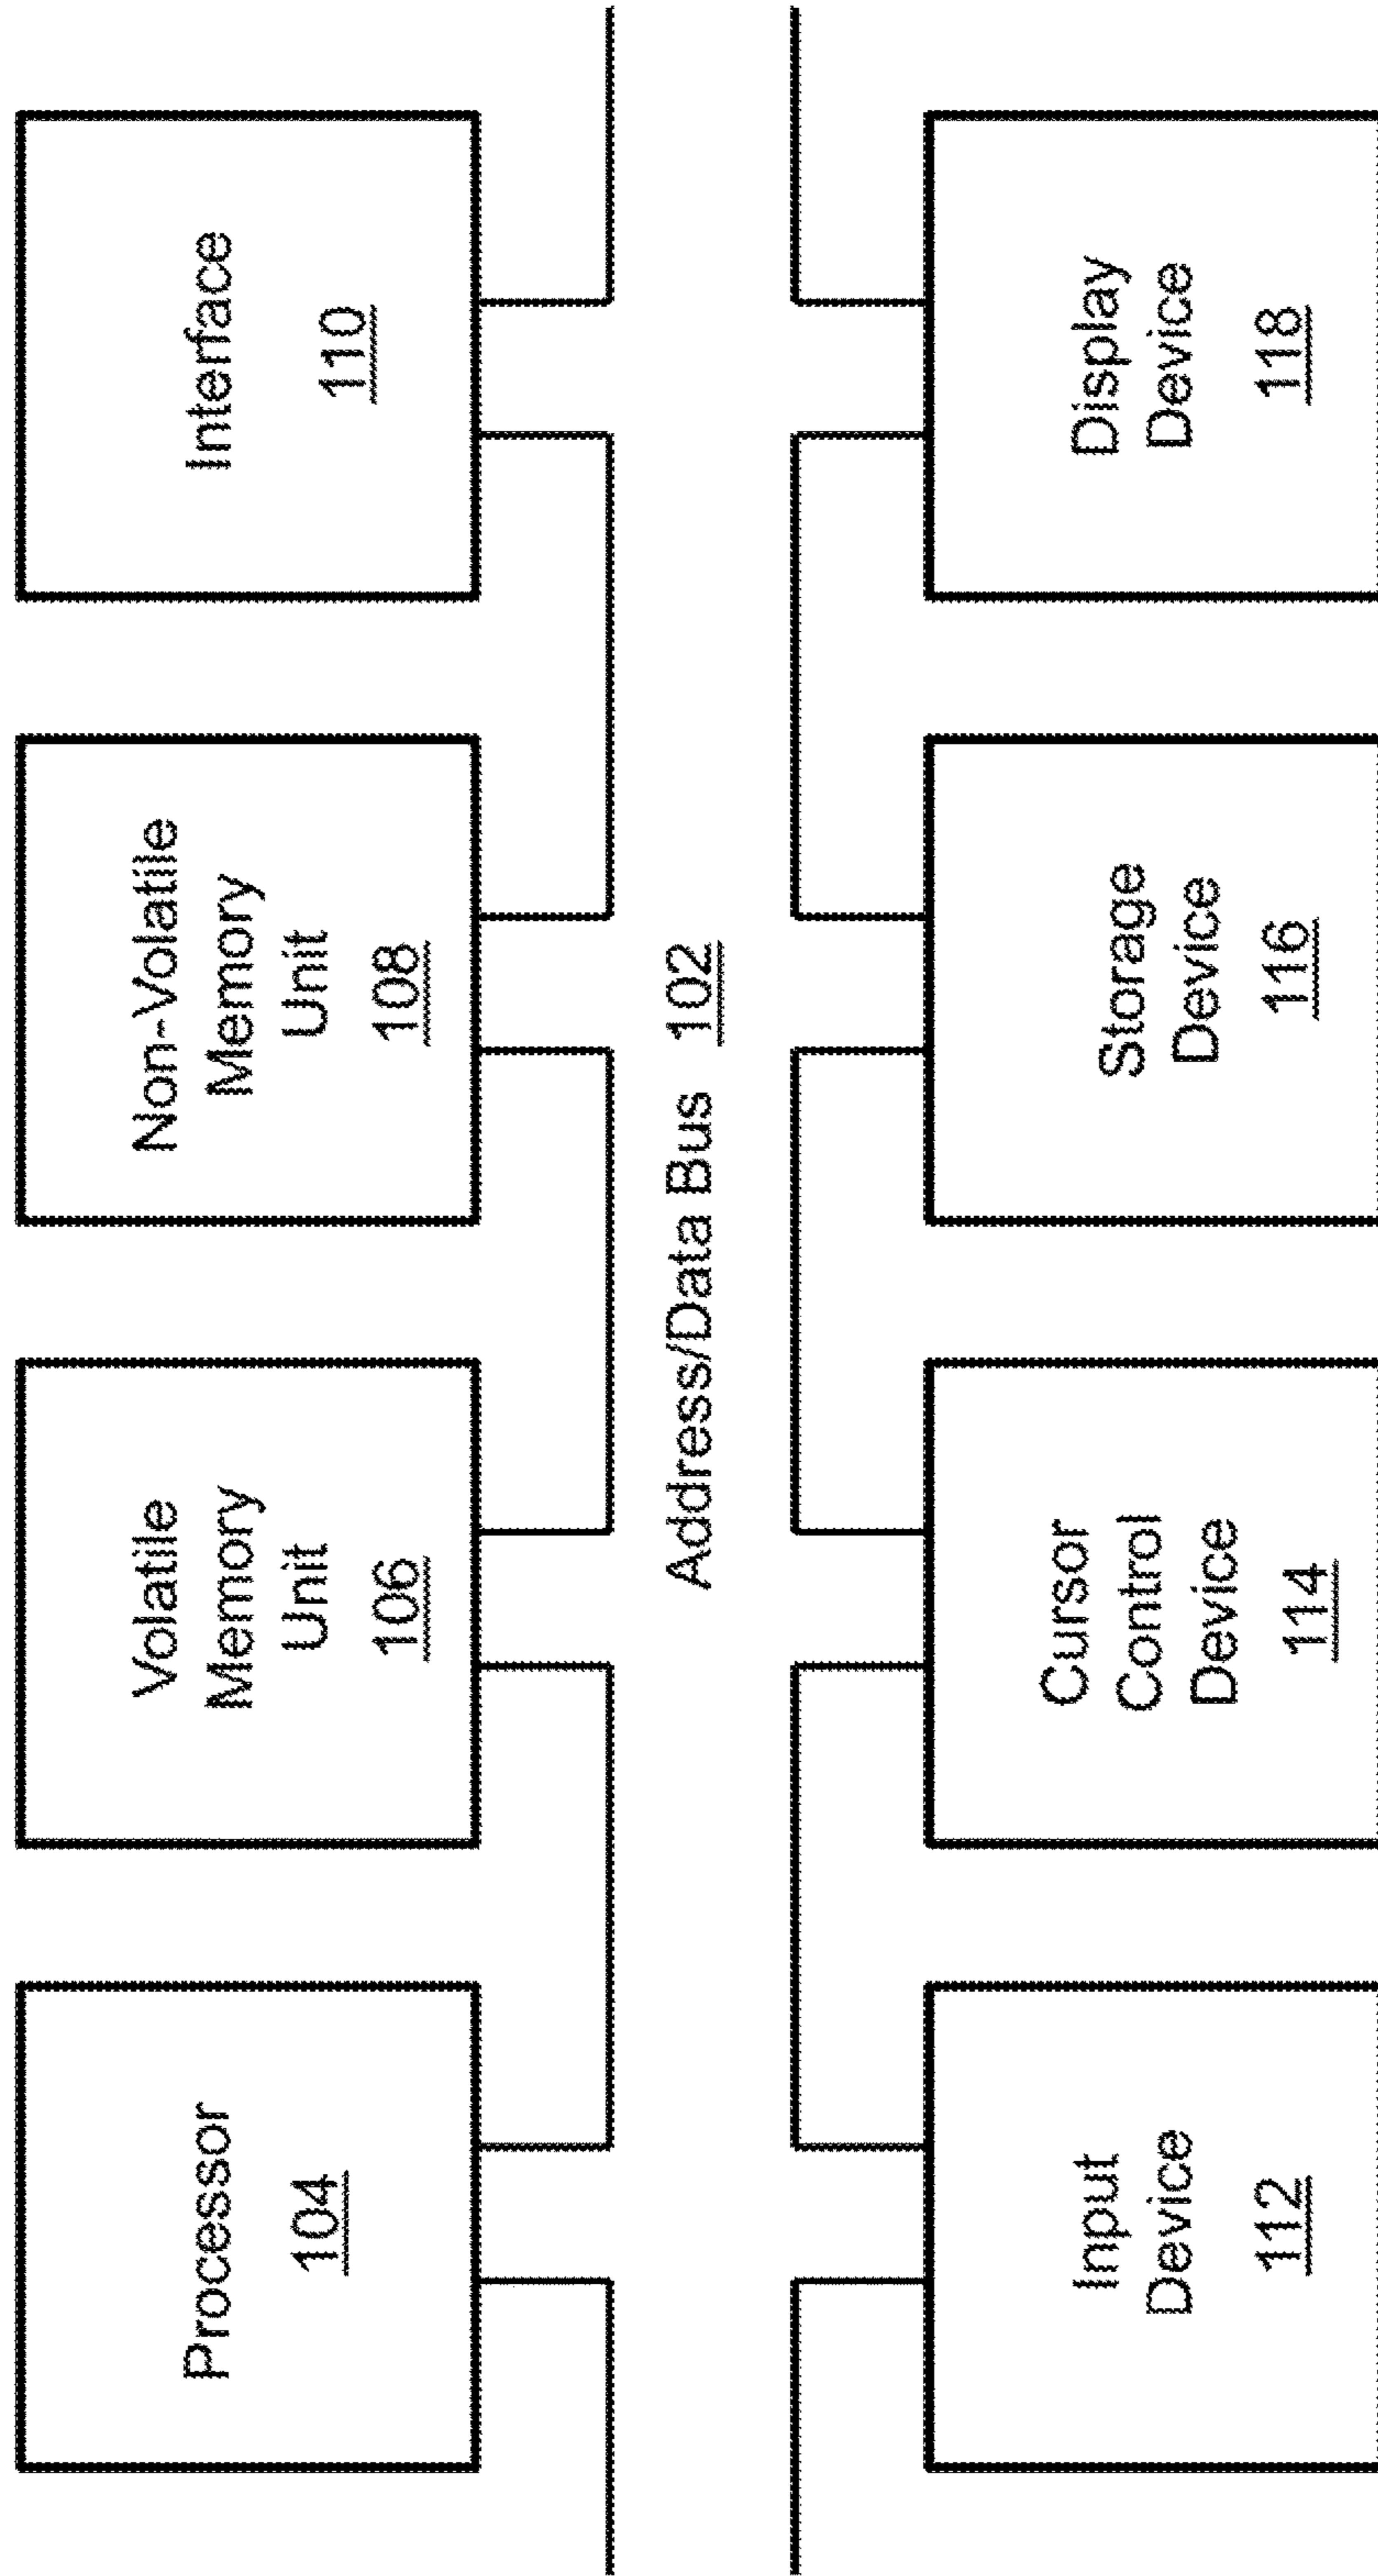 Processor
104
Volatile
Memory
Unit
106
Non-Volatile
Memory
Unit
108
Interface
110
Address/Data Bus 102
Input
Device
112
Cursor
Control
Device
114
Storage
Device
116
Display
Device
118